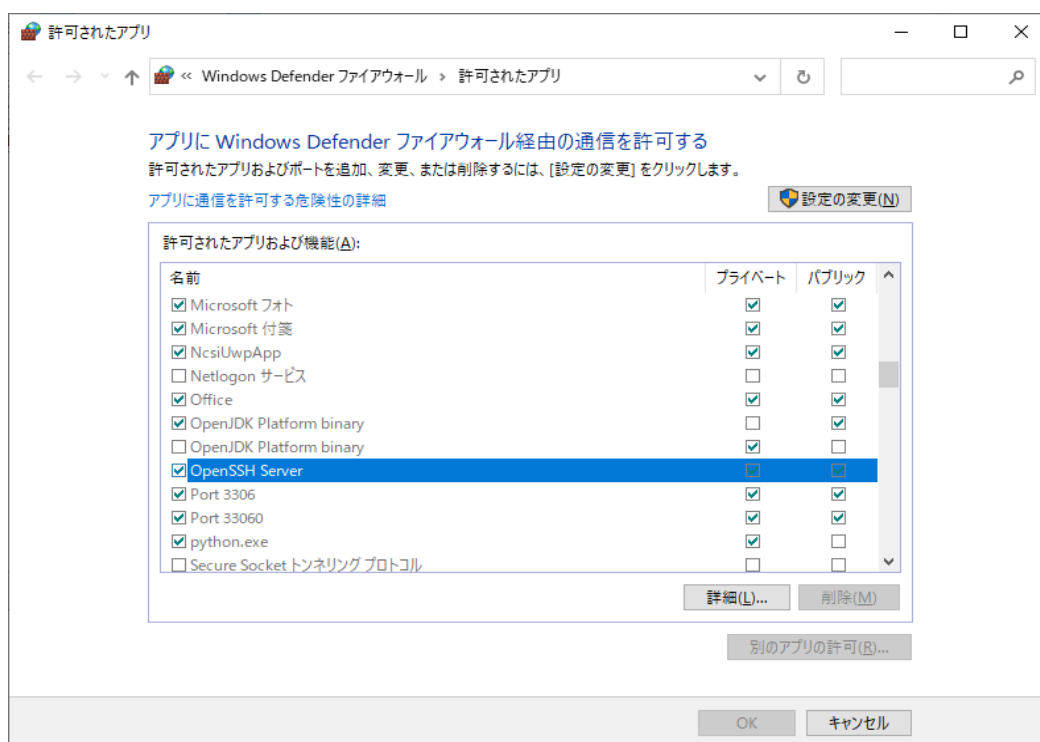 許可されたアプリ
« Windows Defender ファイアウォール › 許可されたアプリ
アプリに Windows Defender ファイアウォール経由の通信を許可する
許可されたアプリおよびポートを追加、変更、または削除するには、[設定の変更] をクリックします。
アプリに通信を許可する危険性の詳細
設定の変更(N)
許可されたアプリおよび機能(A):
名前 プライベート パブリック
Microsoft フォト
Microsoft 付箋
NcsiUwpApp
Netlogon サービス
Office
OpenJDK Platform binary
OpenJDK Platform binary
OpenSSH Server
Port 3306
Port 33060
python.exe
Secure Socket トンネリング プロトコル
詳細(L)... 削除(M)
別のアプリの許可(R)...
OK キャンセル